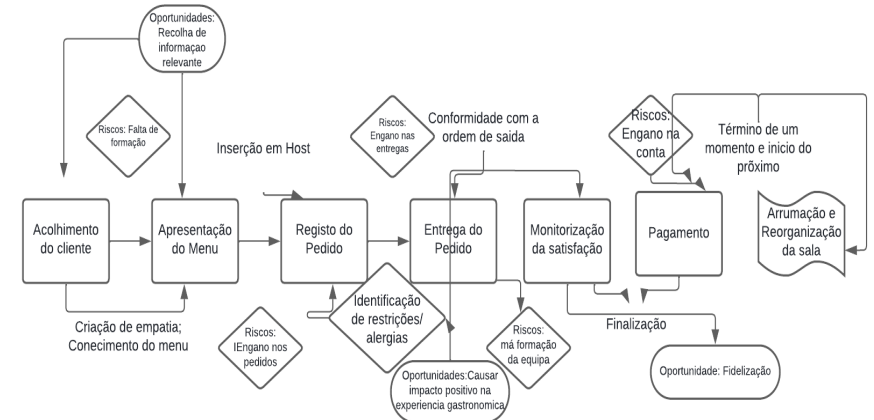 Oportunidades:
Recolha de
informaçao
relevante
Riscos: Falta de
formação
Inserção em Host
Riscos:
Engano nas
entregas
Conformidade com a
ordem de saida
Riscos:
Engano na
conta
Término de um
momento e inicio do
prõximo
Acolhimento
do cliente
Apresentação
do Menu
Registo do
Pedido
Entrega do
Pedido
Monitorização
da satisfação
Pagamento
Arrumação e
Reorganização
da sala
Criação de empatia;
Conecimento do menu
Riscos:
IEngano nos
pedidos
Identificação
de restrições/
alergias
Riscos:
má formação
da equipa
Finalização
Oportunidades:Causar
impacto positivo na
experiencia gastronomica
Oportunidade: Fidelização